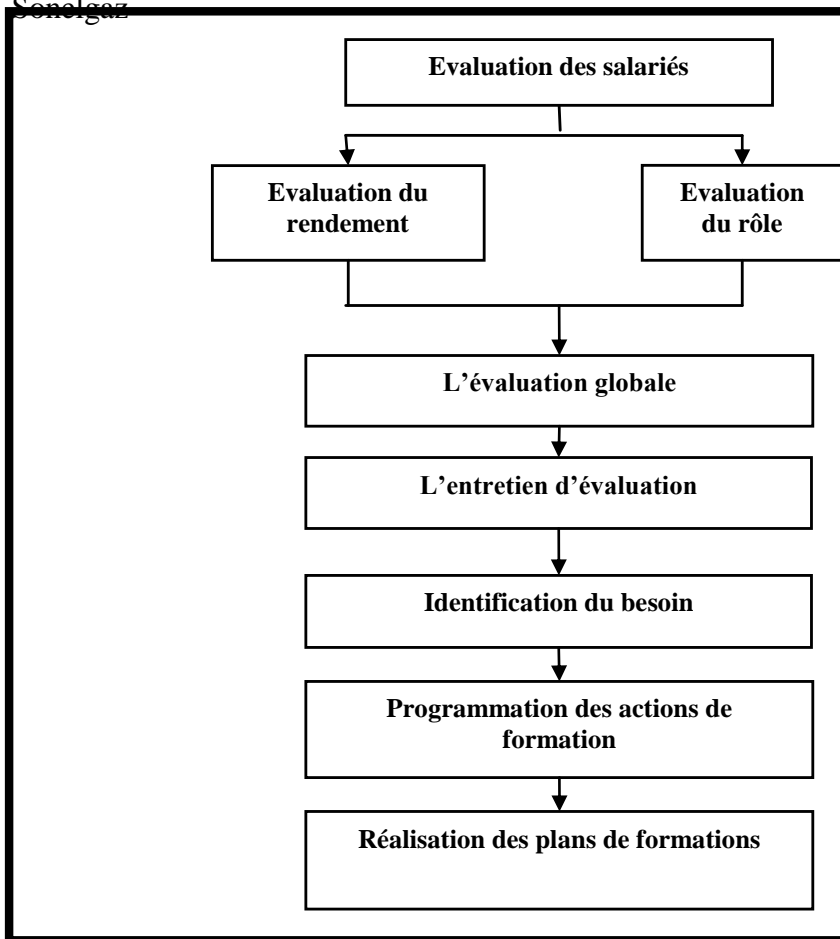 Sonelgaz
Evaluation des salariés
Evaluation du
rendement
Evaluation
du rôle
L’évaluation globale
L’entretien d’évaluation
Identification du besoin
Programmation des actions de
formation
Réalisation des plans de formations